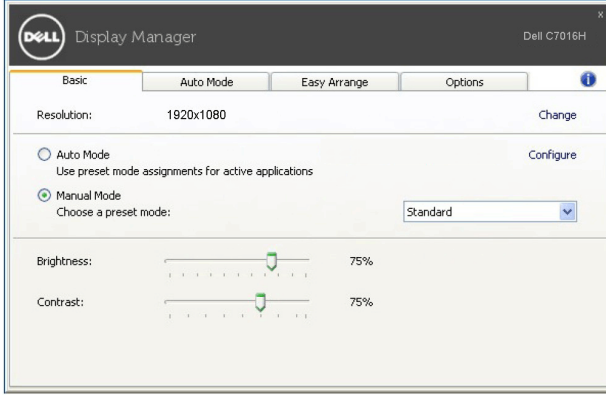 DELL Display Manager
x
Dell C7016H
Basic Auto Mode Easy Arrange Options i
Resolution: 1920x1080 Change
Auto Mode Configure
Use preset mode assignments for active applications
Manual Mode
Choose a preset mode: Standard
Brightness: 75%
Contrast: 75%